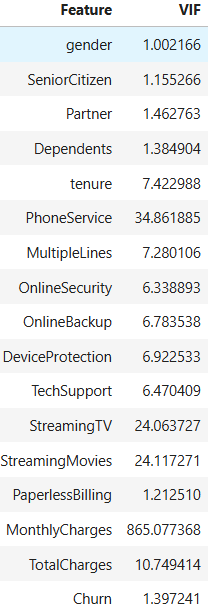 Feature VIF
gender 1.002166
SeniorCitizen 1.155266
Partner 1.462763
Dependents 1.384904
tenure 7.422988
PhoneService 34.861885
MultipleLines 7.280106
OnlineSecurity 6.338893
OnlineBackup 6.783538
DeviceProtection 6.922533
TechSupport 6.470409
StreamingTV 24.063727
StreamingMovies 24.117271
PaperlessBilling 1.212510
MonthlyCharges 865.077368
TotalCharges 10.749414
Churn 1.397241